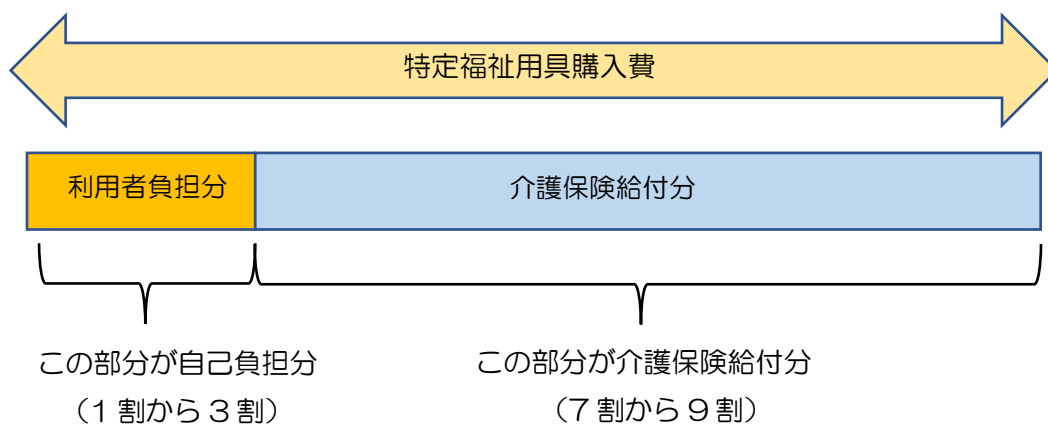 特定福祉用具購入費
利用者負担分
介護保険給付分
この部分が自己負担分
(1割から3割)
この部分が介護保険給付分
(7割から9割)